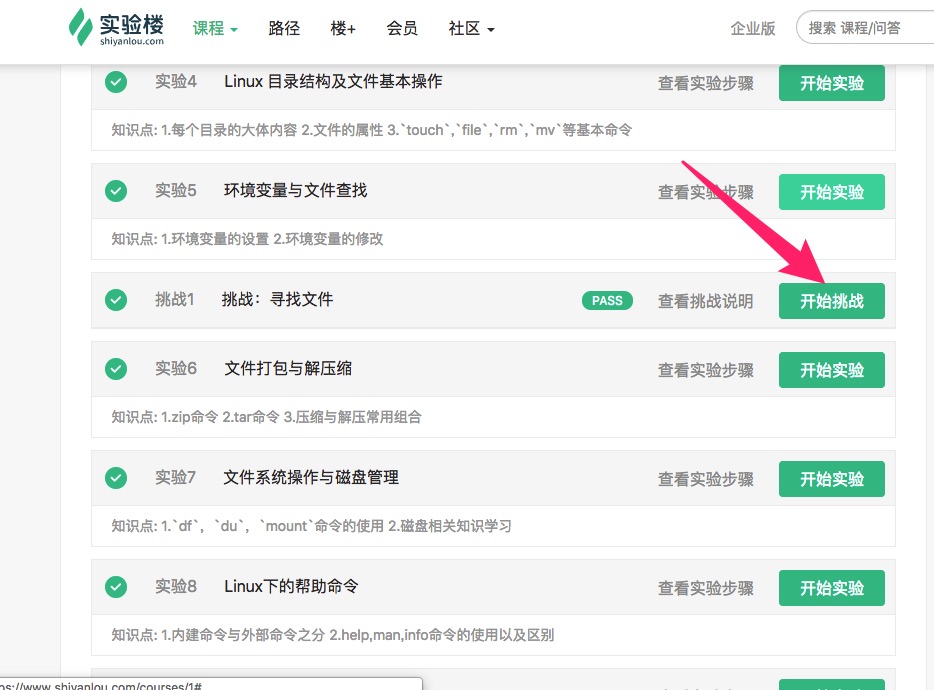 实验楼
shiyanlou.com
课程 路径 楼+ 会员 社区 企业版 搜索 课程/问答
实验4 Linux 目录结构及文件基本操作 查看实验步骤 开始实验
知识点: 1.每个目录的大体内容 2.文件的属性 3.`touch`,`file`,`rm`,`mv`等基本命令
实验5 环境变量与文件查找 查看实验步骤 开始实验
知识点: 1.环境变量的设置 2.环境变量的修改
挑战1 挑战：寻找文件 PASS 查看挑战说明 开始挑战
实验6 文件打包与解压缩 查看实验步骤 开始实验
知识点: 1.zip命令 2.tar命令 3.压缩与解压常用组合
实验7 文件系统操作与磁盘管理 查看实验步骤 开始实验
知识点: 1.`df`，`du`，`mount`命令的使用 2.磁盘相关知识学习
实验8 Linux下的帮助命令 查看实验步骤 开始实验
知识点: 1.内建命令与外部命令之分 2.help,man,info命令的使用以及区别
ps://www.shiyanlou.com/courses/1#